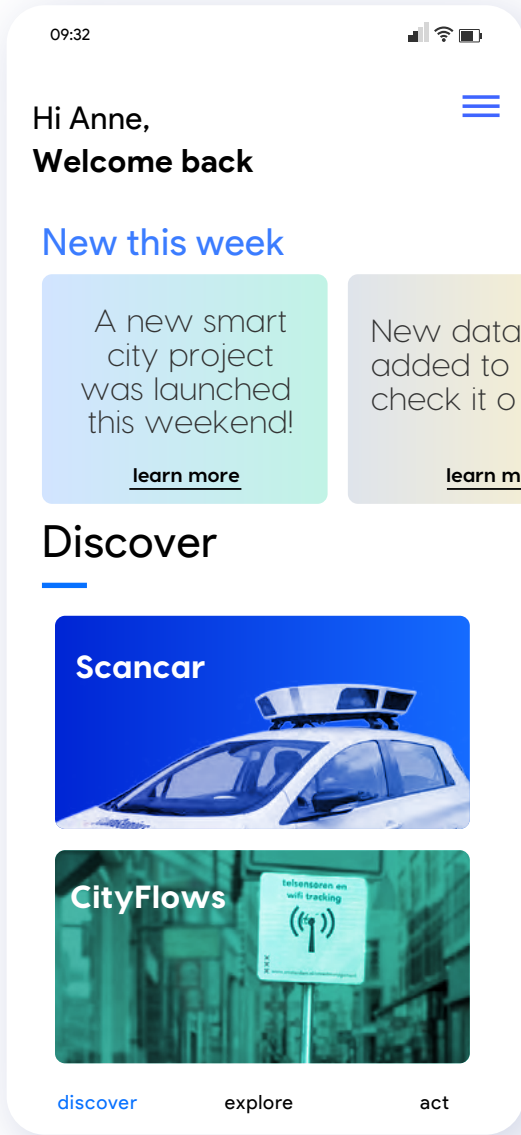 09:32
Hi Anne,
Welcome back
New this week
A new smart
city project
was launched
this weekend!
learn more
New data
added to
check it o
learn m
Discover
Scancar
CityFlows
telsensoren en
wifi tracking
XXX
discover
explore
act